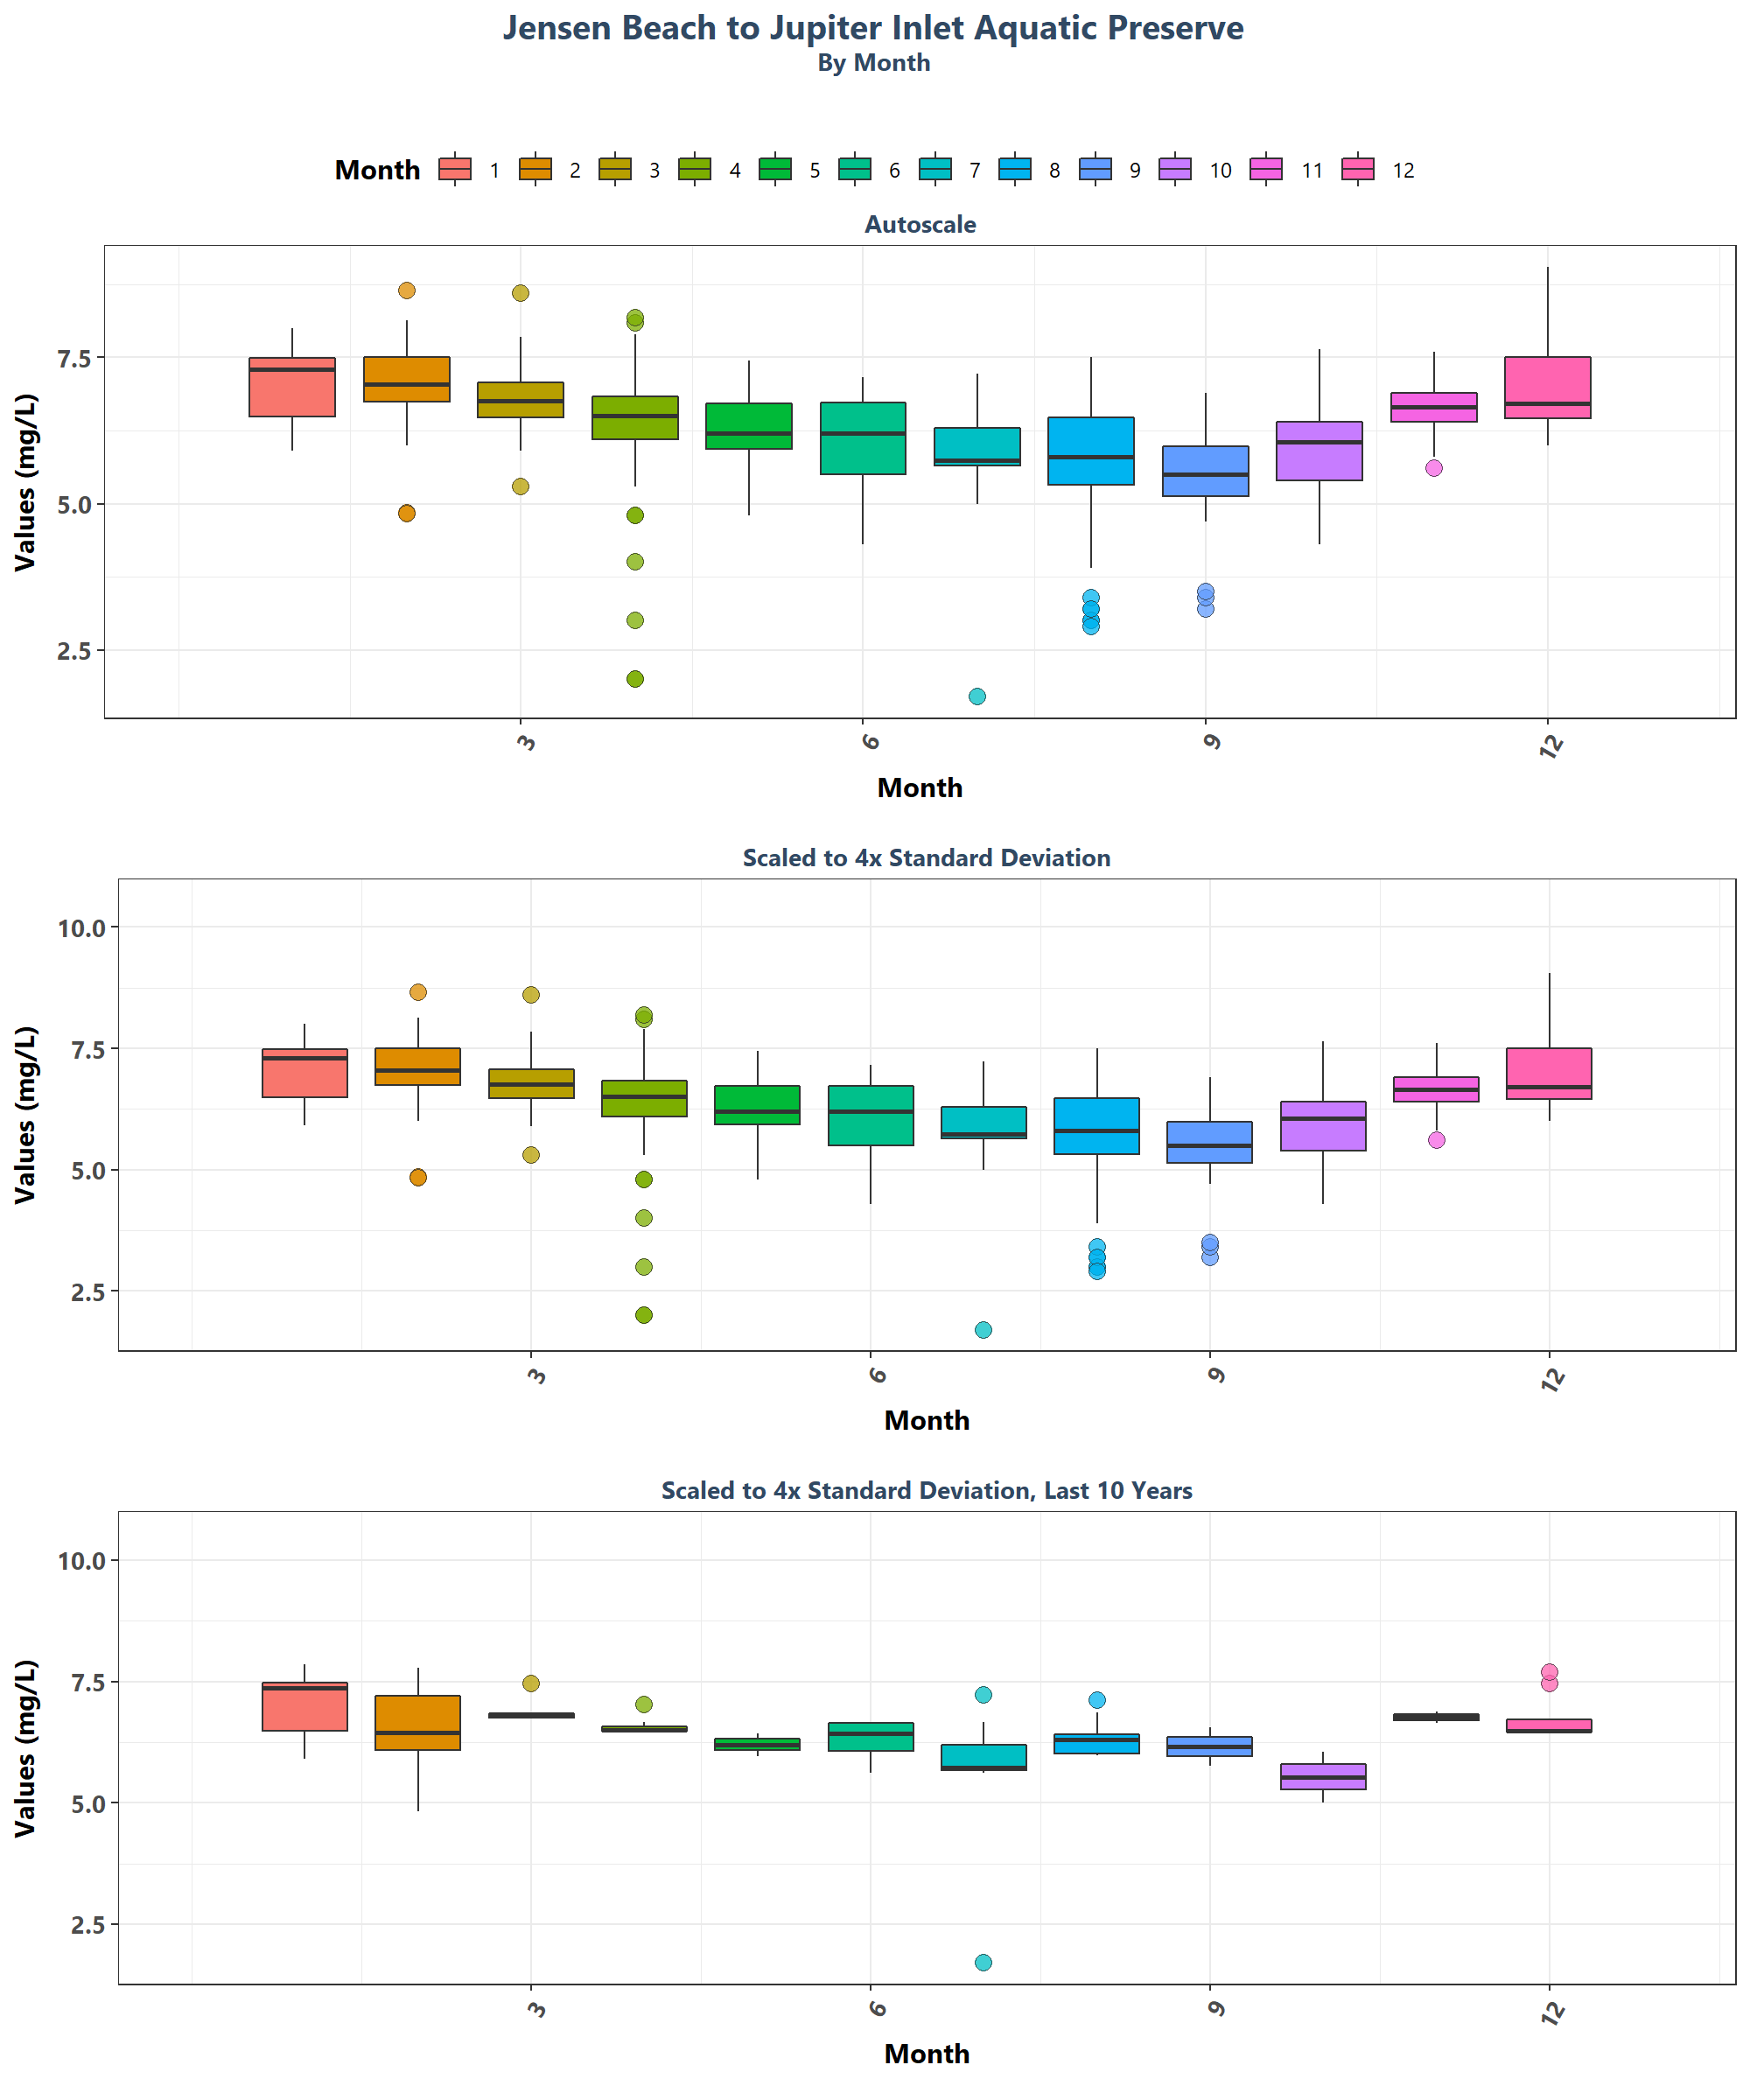 Jensen Beach to Jupiter Inlet Aquatic Preserve
By Month
Month 1 2 3 4 5 6 7 8 9 10 11 12
Autoscale
Values (mg/L)
7.5
5.0
2.5
3 6 9 12
Month
Scaled to 4x Standard Deviation
Values (mg/L)
10.0
7.5
5.0
2.5
3 6 9 12
Month
Scaled to 4x Standard Deviation, Last 10 Years
Values (mg/L)
10.0
7.5
5.0
2.5
3 6 9 12
Month